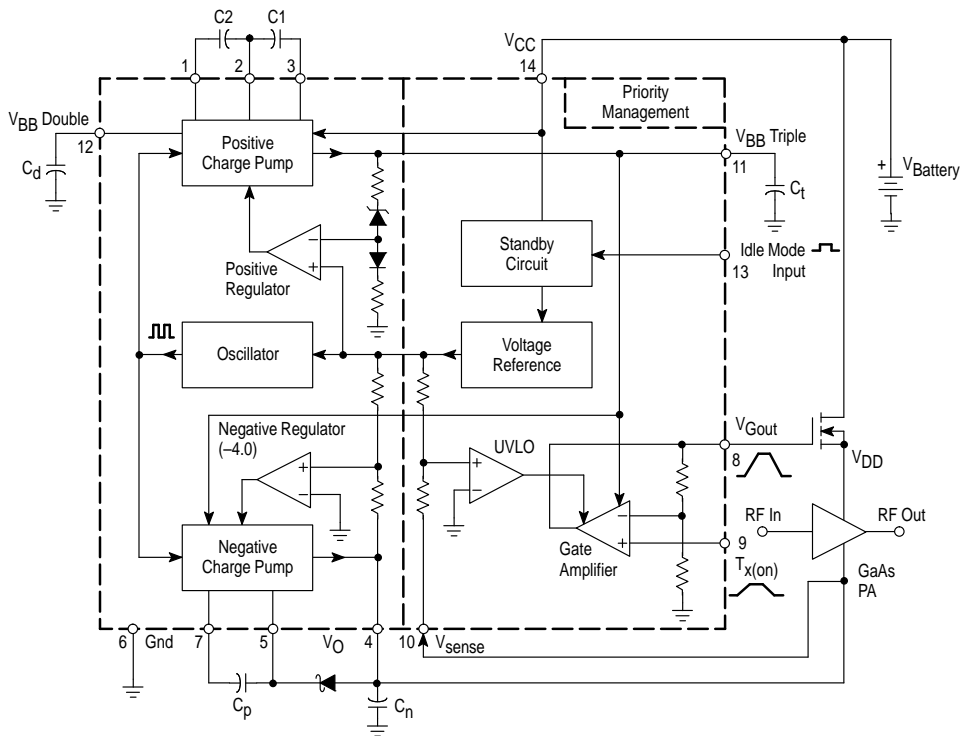 C2 C1
VCC
1 2 3 14
Priority
Management
VBB Double
12
Positive
Charge Pump
VBB Triple
11
Cd
Ct
+
VBattery
–
+
Positive
Regulator
Standby
Circuit
Idle Mode
Input
13
Oscillator
Voltage
Reference
Negative Regulator
(–4.0)
+
–
UVLO
+
–
VGout
8
VDD
Negative
Charge Pump
–
+
Gate
Amplifier
RF In
RF Out
9
Tx(on)
GaAs
PA
6 Gnd 7 5 VO 4 10 Vsense
Cp
Cn